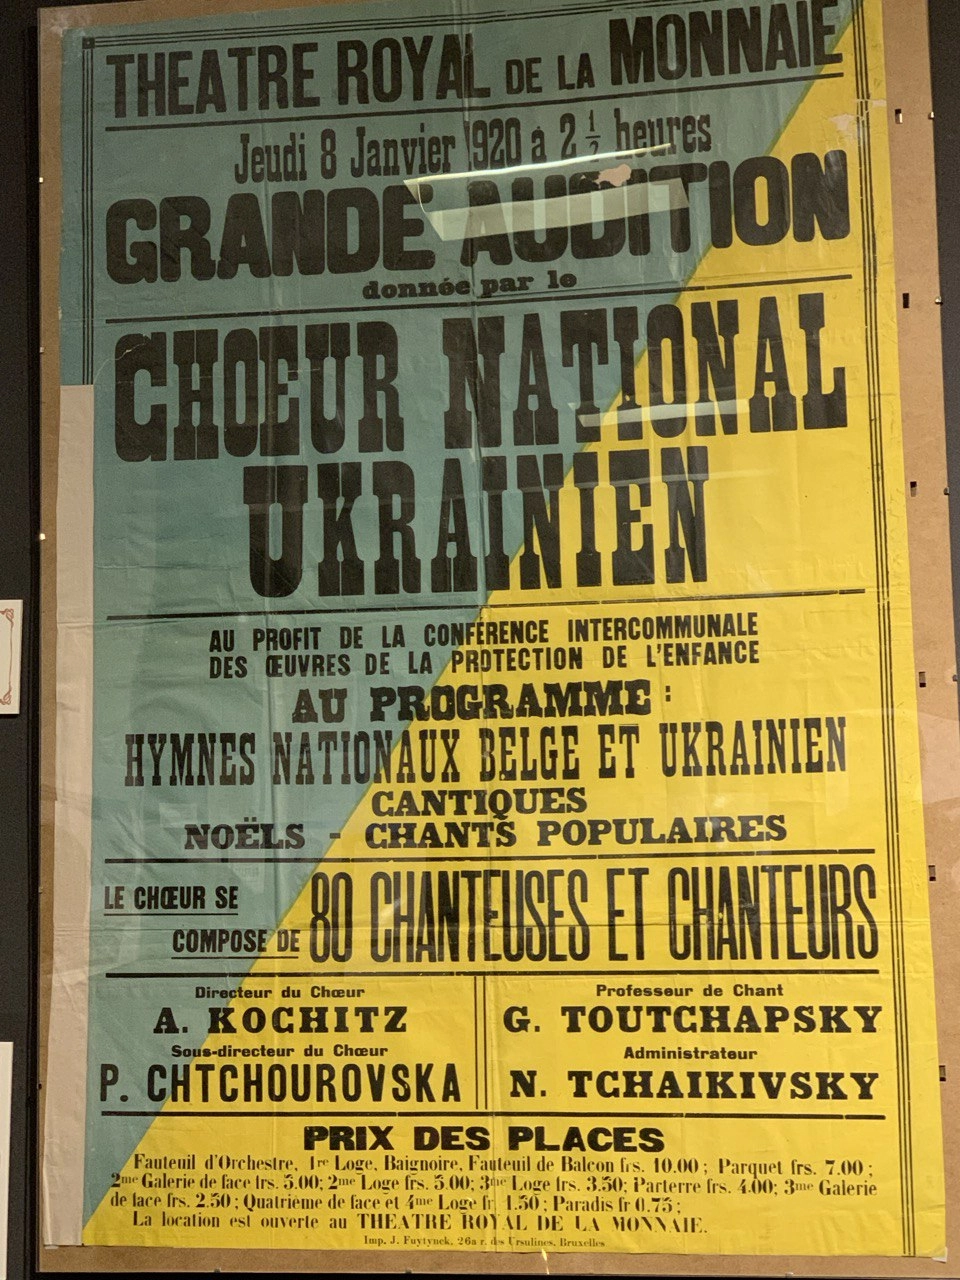 THEATRE ROYAL DE LA MONNAIE
Jeudi 8 Janvier 1920 à 2 1/2 heures
GRANDE AUDITION
donnée par le
CHŒUR NATIONAL
UKRAINIEN
AU PROFIT DE LA CONFÉRENCE INTERCOMMUNALE
DES ŒUVRES DE LA PROTECTION DE L'ENFANCE
AU PROGRAMME :
HYMNES NATIONAUX BELGE ET UKRAINIEN
CANTIQUES
NOËLS - CHANTS POPULAIRES
LE CHŒUR SE
COMPOSE DE 80 CHANTEUSES ET CHANTEURS
Directeur du Chœur
A. KOCHITZ
Sous-directeur du Chœur
P. CHTCHOUROVSKA
Professeur de Chant
G. TOUTCHAPSKY
Administrateur
N. TCHAIKIVSKY
PRIX DES PLACES
Fauteuil d'Orchestre, 1re Loge, Baignoire, Fauteuil de Balcon frs. 10.00 ; Parquet frs. 7.00 ;
2me Galerie de face frs. 5.00; 2me Loge frs. 5.00; 3me Loge frs. 3.50; Parterre frs. 4.00; 3me Galerie
de face frs. 2.50 ; Quatrième de face et 4me Loge fr 1.50 ; Paradis fr 0.75 ;
La location est ouverte au THEATRE ROYAL DE LA MONNAIE.
Imp. J. Fuytynck, 26a r. des Ursulines, Bruxelles